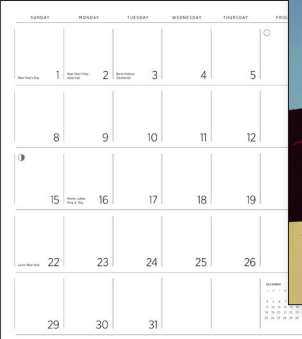 SUNDAY MONDAY TUESDAY WEDNESDAY THURSDAY
New Year's Day 1
New Year's Day 2
Bank Holiday 3
4 5
8 9 10 11 12
15
Martin Luther
King Jr. Day 16
17 18 19
Lunar New Year 22
23 24 25 26
29 30 31
DECEMBER